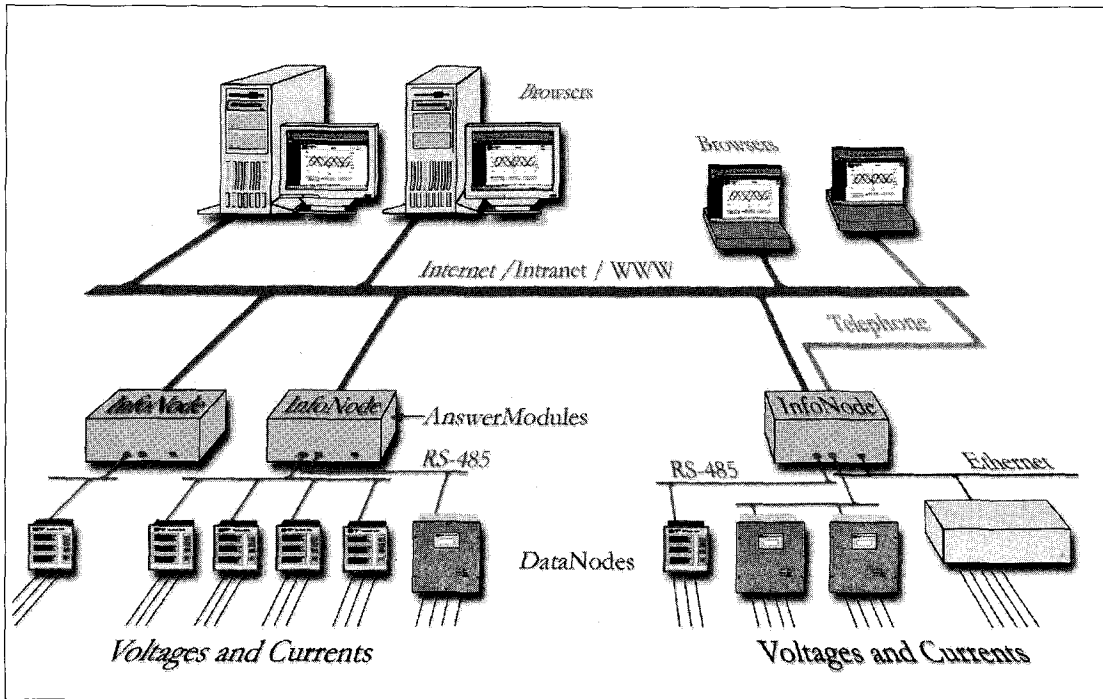 Browsers
Browsers
Internet /Intranet / WWW
Telephone
InfoNode
InfoNode
InfoNode
AnswerModules
RS-485
RS-485
Ethernet
DataNodes
Voltages and Currents
Voltages and Currents